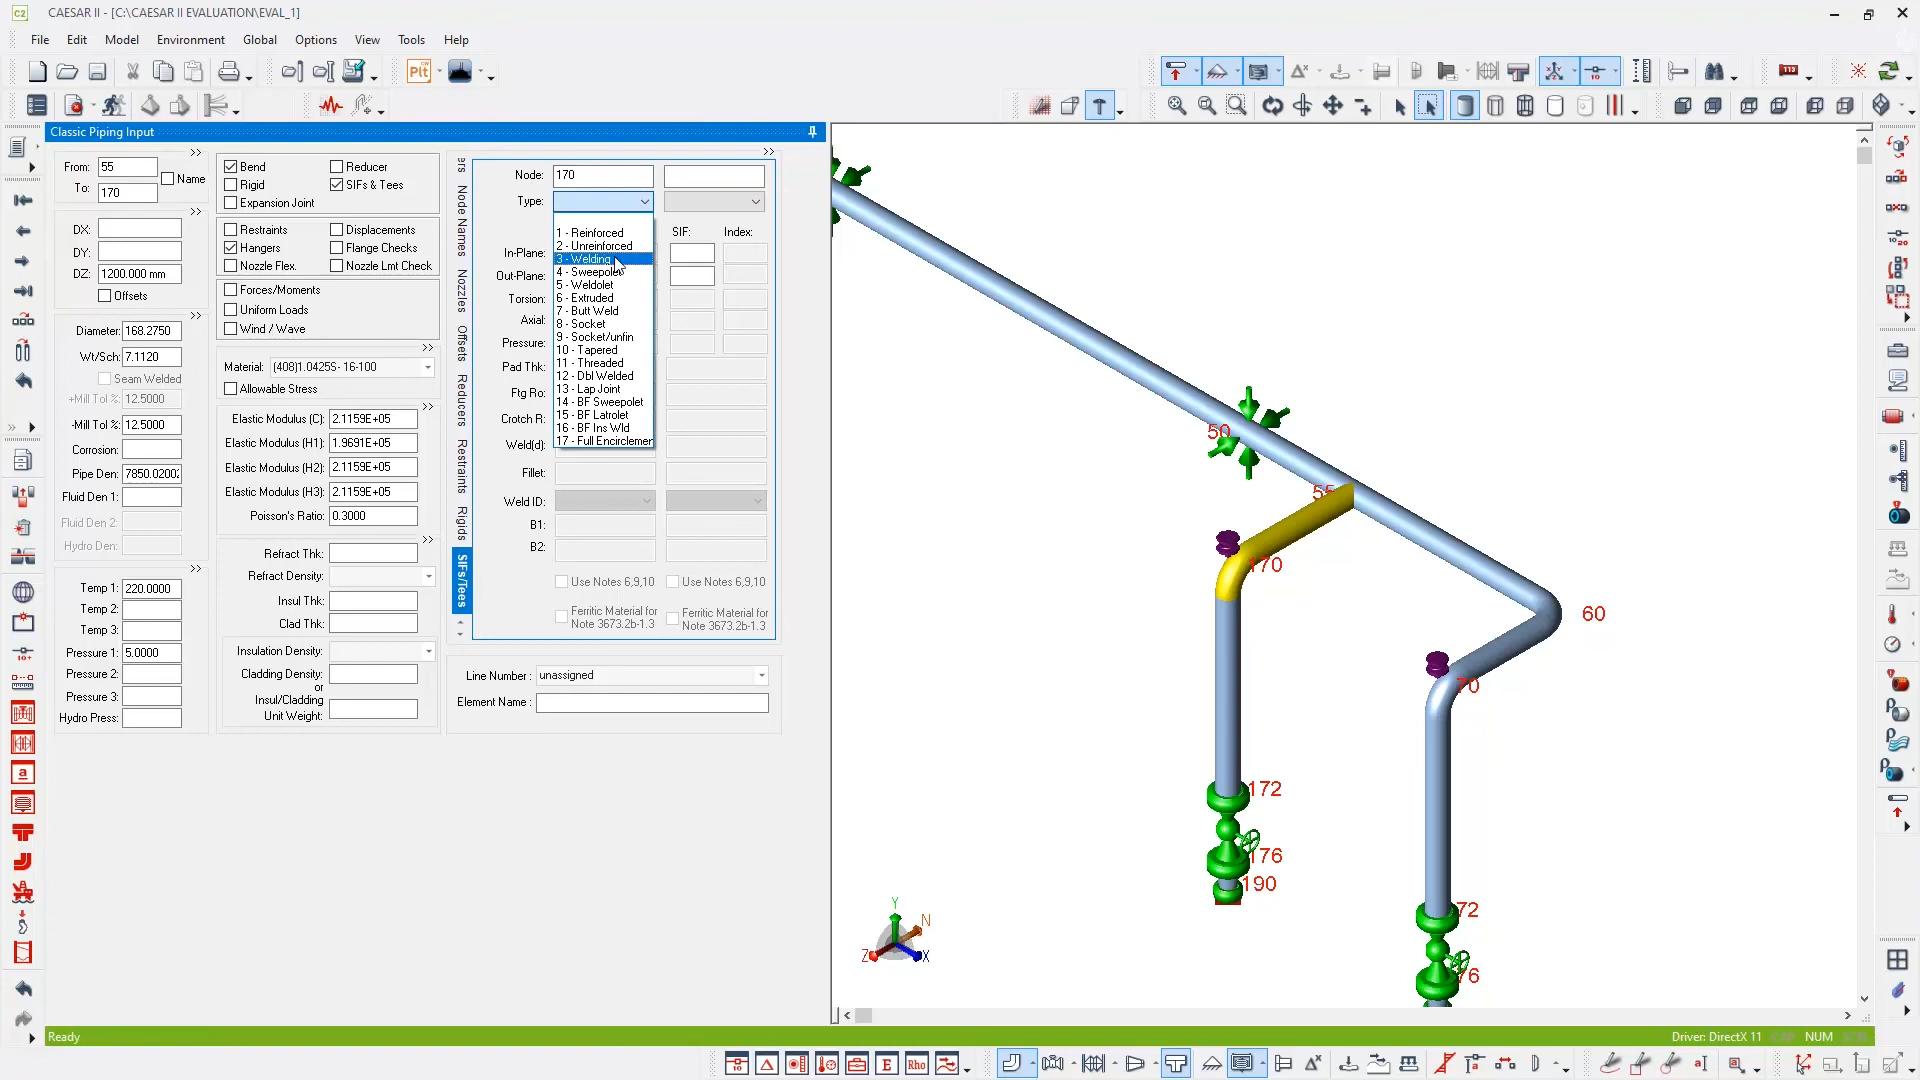 CAESAR II - [C:\CAESAR II EVALUATION\EVAL_1]
File Edit Model Environment Global Options View Tools Help
Classic Piping Input
From: 55
To: 170
Name
DX:
DY:
DZ: 1200.000 mm
Offsets
Diameter: 168.2750
Wt/Sch: 7.1120
Seam Welded
+Mill Tol %: 12.5000
-Mill Tol %: 12.5000
Corrosion:
Pipe Den: 7850.0200
Fluid Den 1:
Fluid Den 2:
Hydro Den:
Temp 1: 220.0000
Temp 2:
Temp 3:
Pressure 1: 5.0000
Pressure 2:
Pressure 3:
Hydro Press:
Bend Reducer
Rigid SIFs & Tees
Expansion Joint
Restraints Displacements
Hangers Flange Checks
Nozzle Flex. Nozzle Lmt Check
Forces/Moments
Uniform Loads
Wind / Wave
Material: (408)1.0425S- 16-100
Allowable Stress
Elastic Modulus (C): 2.1159E+05
Elastic Modulus (H1): 1.9691E+05
Elastic Modulus (H2): 2.1159E+05
Elastic Modulus (H3): 2.1159E+05
Poisson's Ratio: 0.3000
Refract Thk:
Refract Density:
Insul Thk:
Clad Thk:
Insulation Density:
Cladding Density:
or
Insul/Cladding
Unit Weight:
Node Names
Nozzles
Offsets
Reducers
Restraints
Rigids
SIFs/Tees
Node: 170
Type:
SIF: Index:
In-Plane:
Out-Plane:
Torsion:
Axial:
Pressure:
Pad Thk:
Ftg Ro:
Crotch R:
Weld(d):
Fillet:
Weld ID:
B1:
B2:
1 - Reinforced
2 - Unreinforced
3 - Welding
4 - Sweepolet
5 - Weldolet
6 - Extruded
7 - Butt Weld
8 - Socket
9 - Socket/unfin
10 - Tapered
11 - Threaded
12 - Dbl Welded
13 - Lap Joint
14 - BF Sweepolet
15 - BF Latrolet
16 - BF Ins Wld
17 - Full Encirclemen
Use Notes 6,9,10 Use Notes 6,9,10
Ferritic Material for
Note 3673.2b-1.3
Ferritic Material for
Note 3673.2b-1.3
Line Number : unassigned
Element Name :
50
55
60
170
70
172
176
190
72
76
Y
N
Z
X
Ready
Driver: DirectX 11 NUM